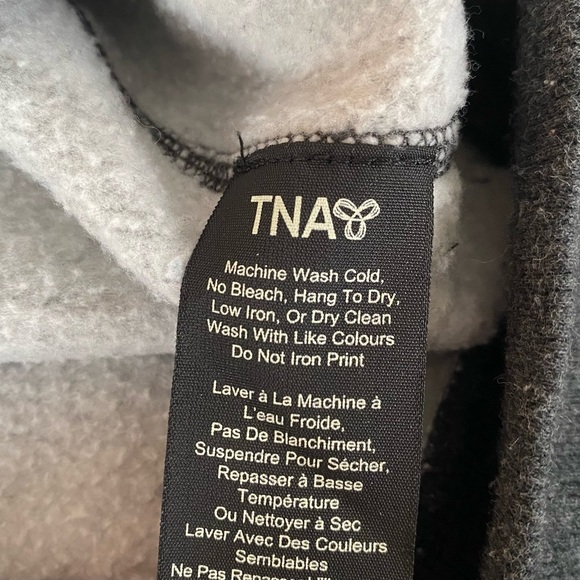 TNA
Machine Wash Cold,
No Bleach, Hang To Dry,
Low Iron, Or Dry Clean
Wash With Like Colours
Do Not Iron Print
Laver à La Machine à
L'eau Froide,
Pas De Blanchiment,
Suspendre Pour Sécher,
Repasser à Basse
Température
Ou Nettoyer à Sec
Laver Avec Des Couleurs
Semblables
Ne Pas